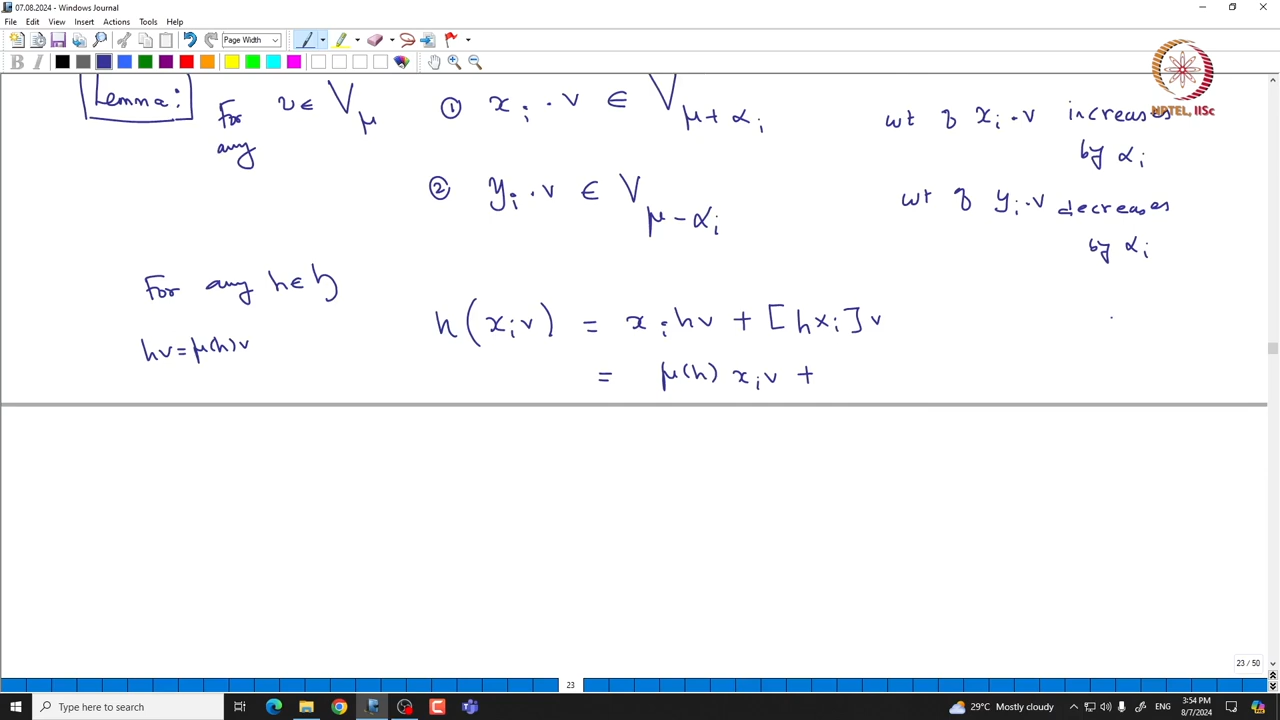 07.08.2024 - Windows Journal
File Edit View Insert Actions Tools Help
Page Width
B I
NPTEL, IISc
Lemma: For any v ∈ V_μ ① x_i · v ∈ V_{μ+α_i} wt of x_i · v increases by α_i
② y_i · v ∈ V_{μ-α_i} wt of y_i · v decreases by α_i
For any h ∈ 𝔥
h(x_i v) = x_i hv + [h x_i] v
hv = μ(h) v
= μ(h) x_i v +
23 / 50
23
Type here to search
29°C Mostly cloudy
3:54 PM
8/7/2024